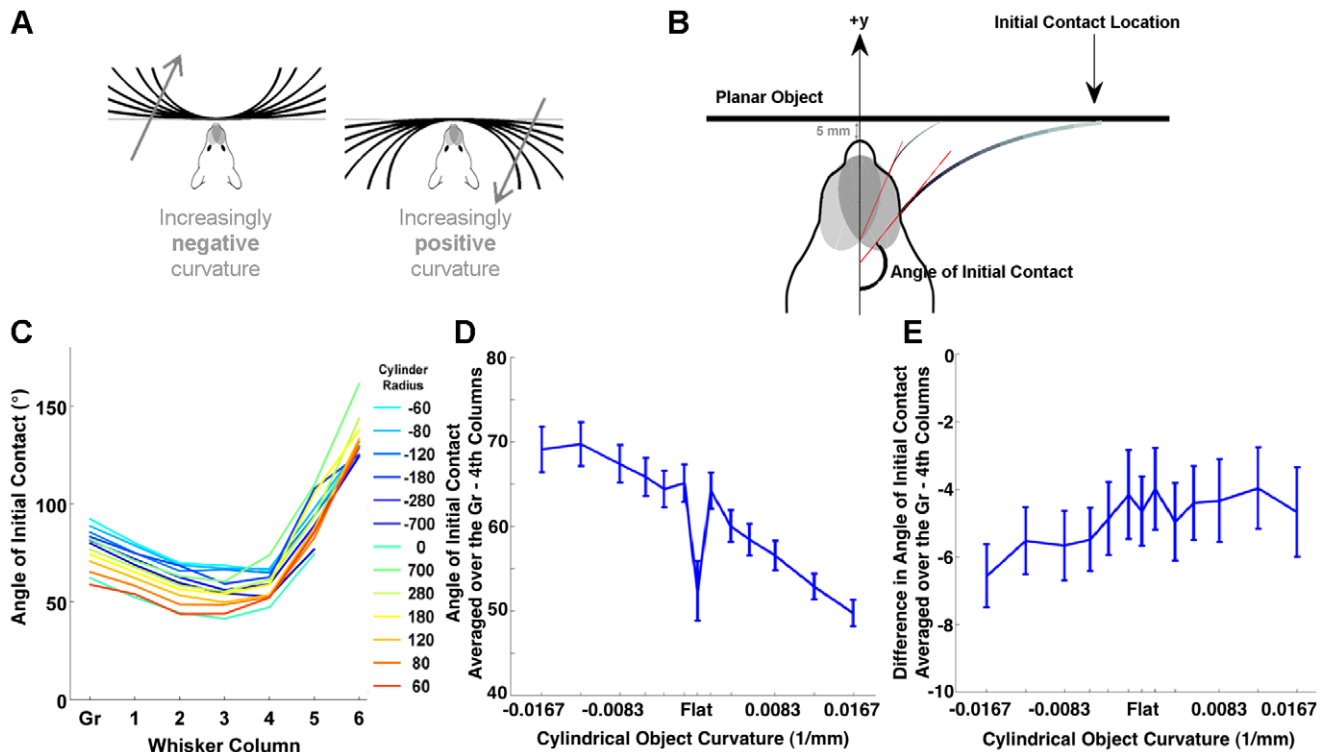 A
Increasingly
negative
curvature
Increasingly
positive
curvature
B
+y
Initial Contact Location
Planar Object
5 mm
Angle of Initial Contact
C
Angle of Initial Contact (°)
150
100
50
0
Gr 1 2 3 4 5 6
Whisker Column
Cylinder
Radius
-60
-80
-120
-180
-280
-700
0
700
280
180
120
80
60
D
Angle of Initial Contact
Averaged over the Gr - 4th Columns
80
70
60
50
40
-0.0167 -0.0083 Flat 0.0083 0.0167
Cylindrical Object Curvature (1/mm)
E
Difference in Angle of Initial Contact
Averaged over the Gr - 4th Columns
0
-2
-4
-6
-8
-10
-0.0167 -0.0083 Flat 0.0083 0.0167
Cylindrical Object Curvature (1/mm)